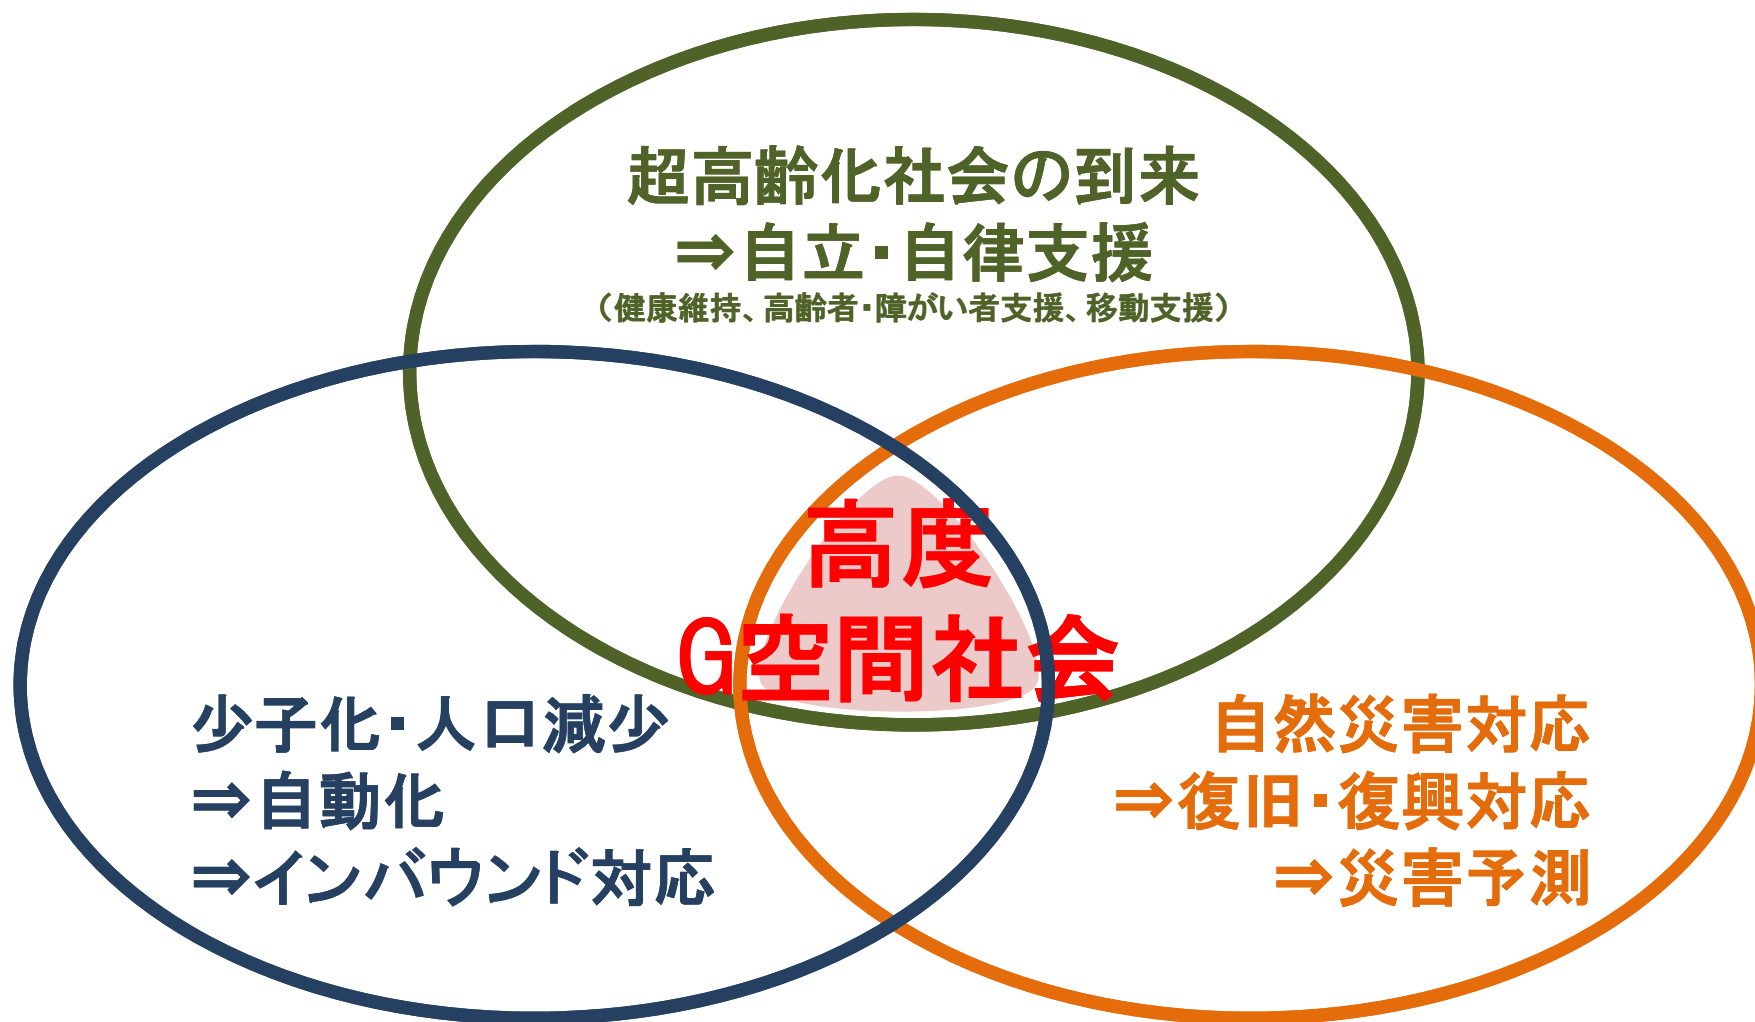 超高齢化社会の到来
⇒自立・自律支援
（健康維持、高齢者・障がい者支援、移動支援）
高度
G空間社会
少子化・人口減少
⇒自動化
⇒インバウンド対応
自然災害対応
⇒復旧・復興対応
⇒災害予測